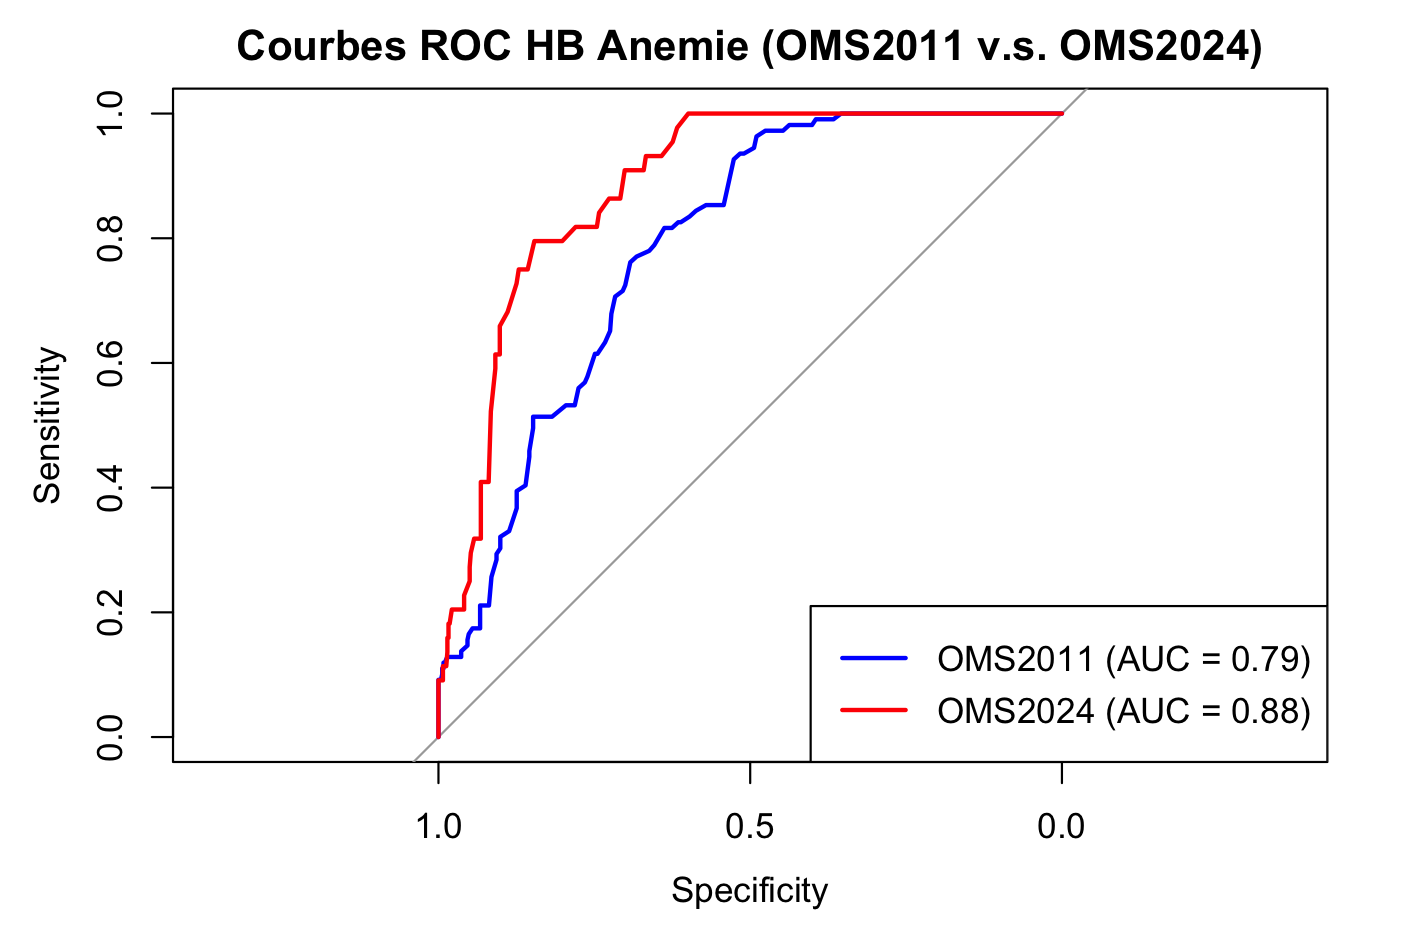 Courbes ROC HB Anemie (OMS2011 v.s. OMS2024)
Sensitivity
1.0
0.8
0.6
0.4
0.2
0.0
OMS2011 (AUC = 0.79)
OMS2024 (AUC = 0.88)
1.0 0.5 0.0
Specificity